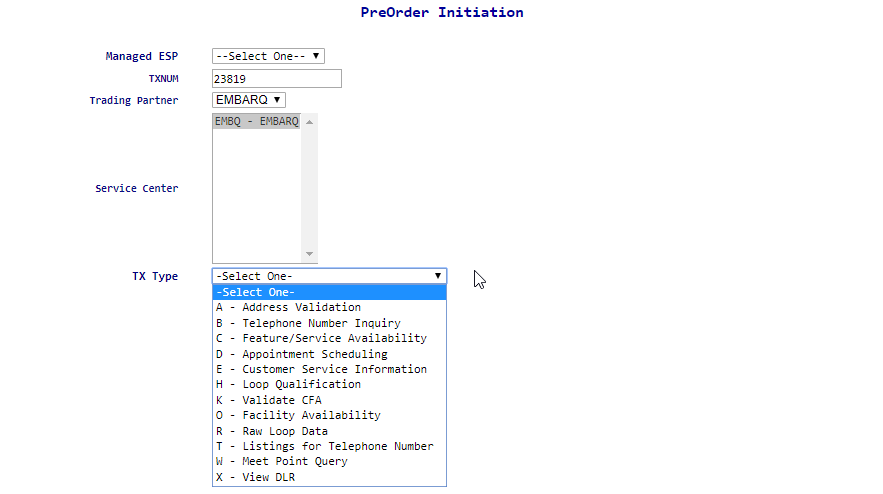 PreOrder Initiation
Managed ESP --Select One--
TXNUM 23819
Trading Partner EMBARQ
EMBQ - EMBARQ
Service Center
TX Type -Select One-
-Select One-
A - Address Validation
B - Telephone Number Inquiry
C - Feature/Service Availability
D - Appointment Scheduling
E - Customer Service Information
H - Loop Qualification
K - Validate CFA
O - Facility Availability
R - Raw Loop Data
T - Listings for Telephone Number
W - Meet Point Query
X - View DLR